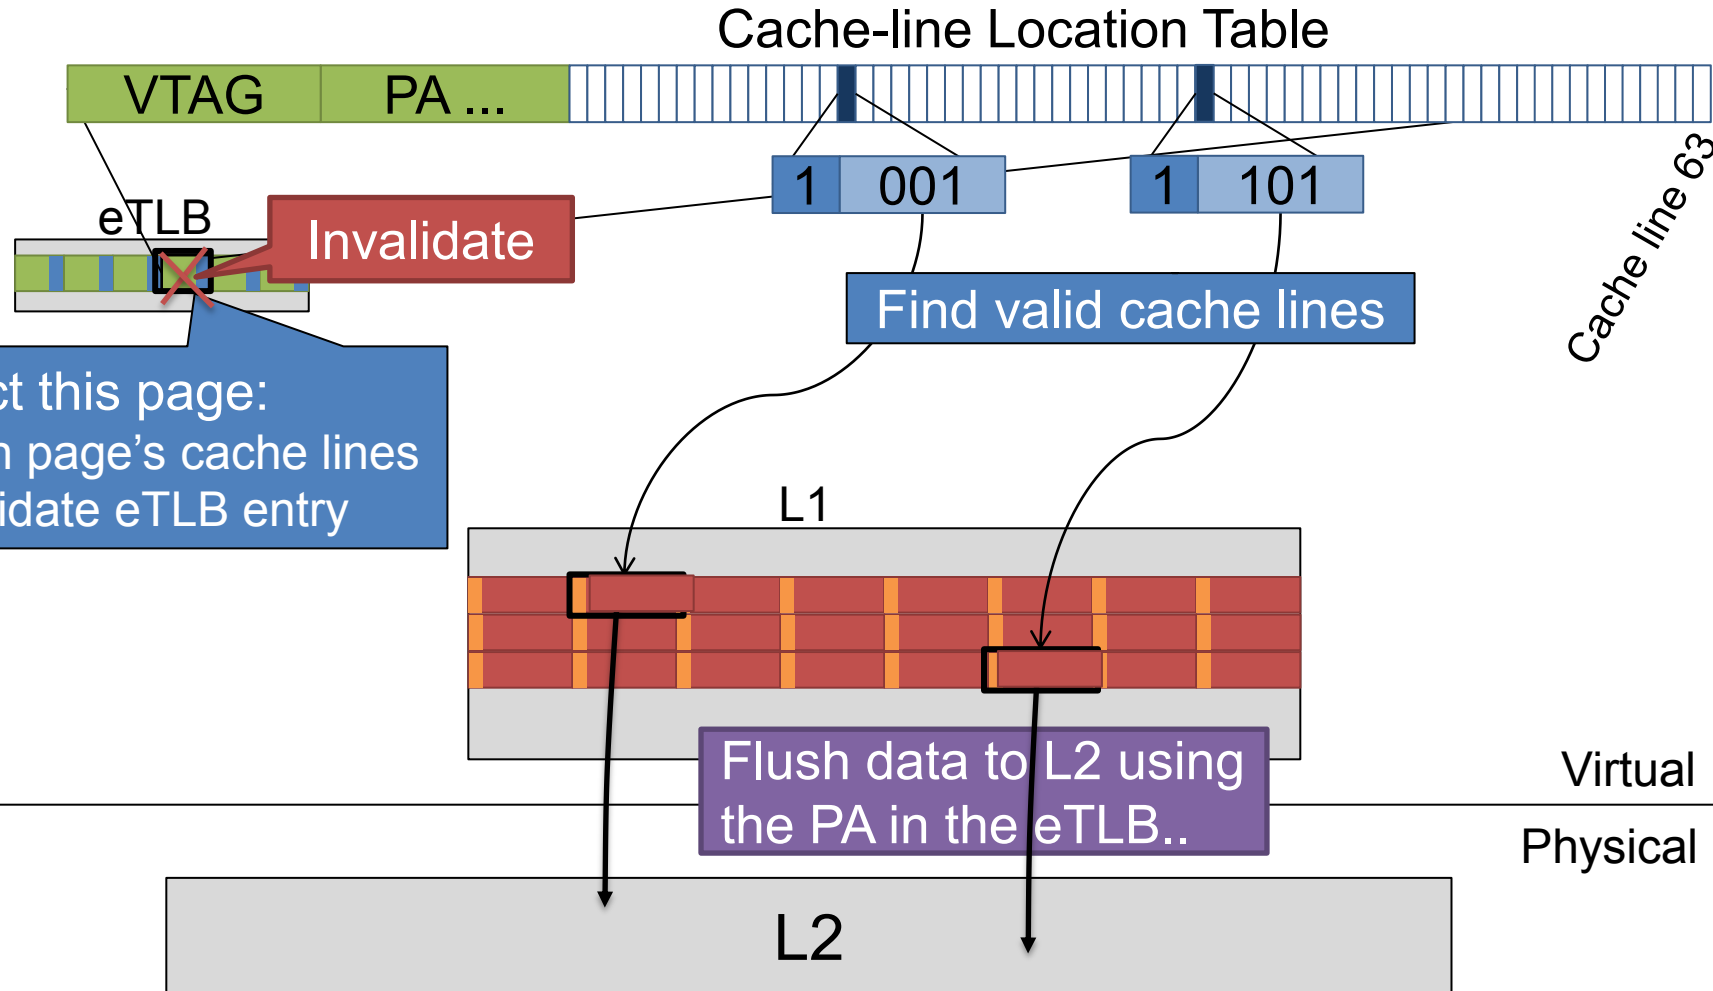 Cache-line Location Table
VTAG PA ...
1 001 1 101
Cache line 63
eTLB
Invalidate
Find valid cache lines
this page:
page’s cache lines
eTLB entry
L1
Flush data to L2 using
the PA in the eTLB..
Virtual
Physical
L2